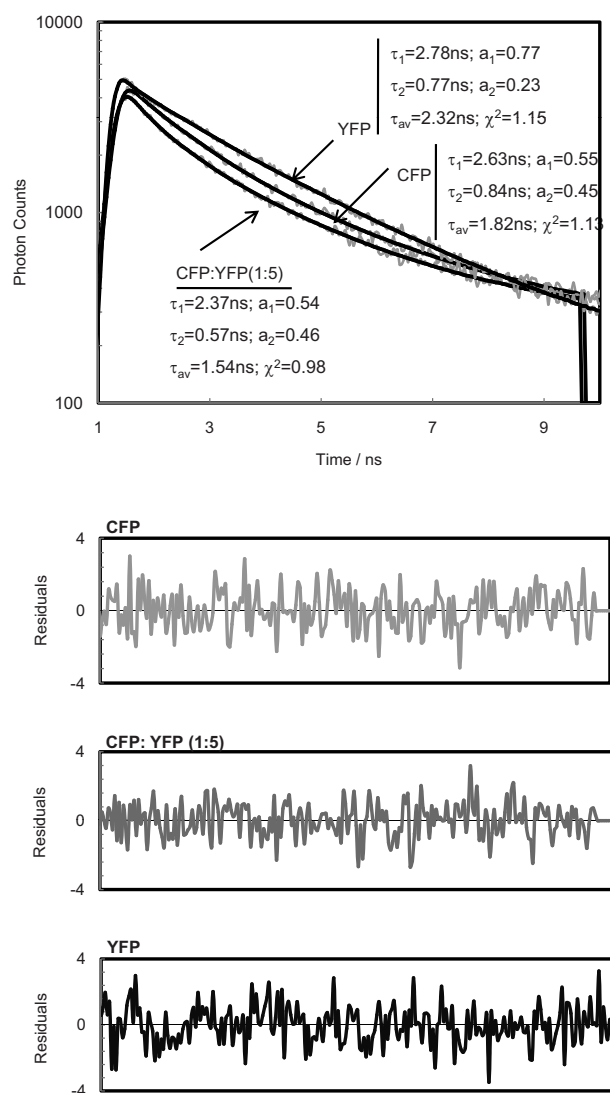 10000
1000
100
Photon Counts
1
3
5
7
9
Time / ns
τ1=2.78ns; a1=0.77
τ2=0.77ns; a2=0.23
τav=2.32ns; χ²=1.15
YFP
τ1=2.63ns; a1=0.55
τ2=0.84ns; a2=0.45
τav=1.82ns; χ²=1.13
CFP
CFP:YFP(1:5)
τ1=2.37ns; a1=0.54
τ2=0.57ns; a2=0.46
τav=1.54ns; χ²=0.98
CFP
4
0
-4
Residuals
CFP: YFP (1:5)
4
0
-4
Residuals
YFP
4
0
-4
Residuals